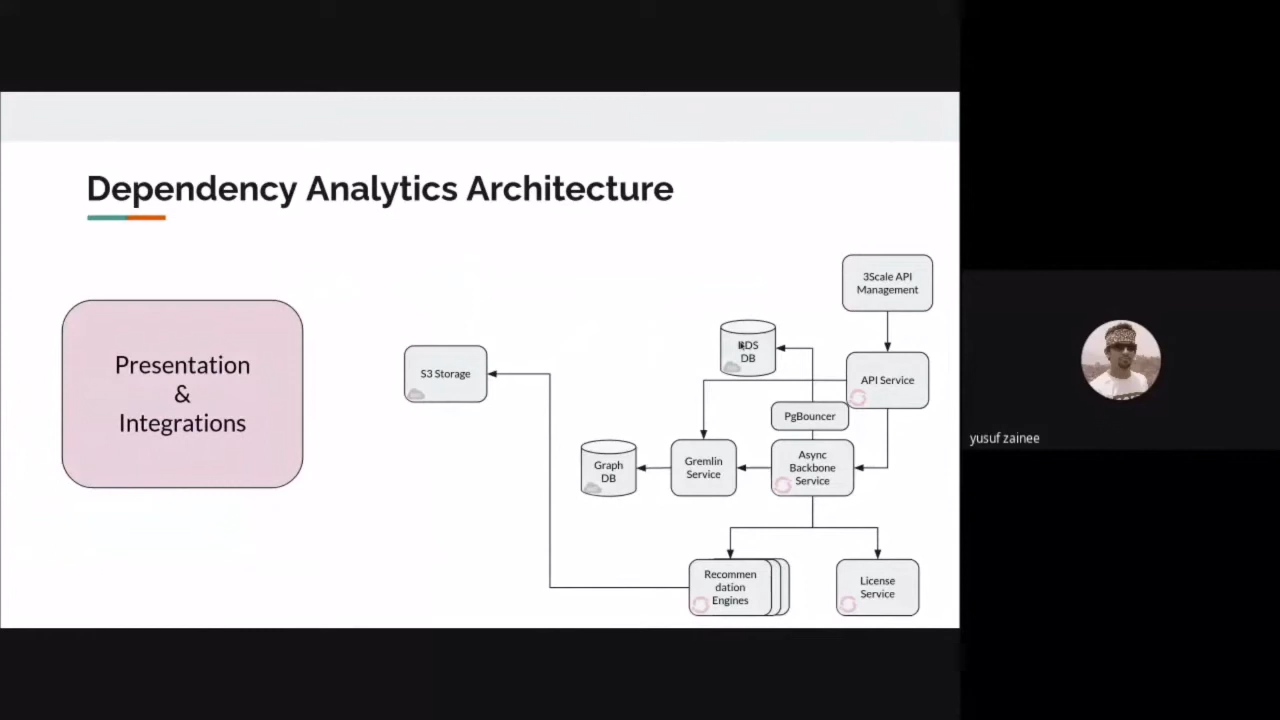 Dependency Analytics Architecture
3Scale API
Management
Presentation
&
Integrations
S3 Storage
RDS
DB
API Service
PgBouncer
Graph
DB
Gremlin
Service
Async
Backbone
Service
Recommen
dation
Engines
License
Service
yusuf zainee